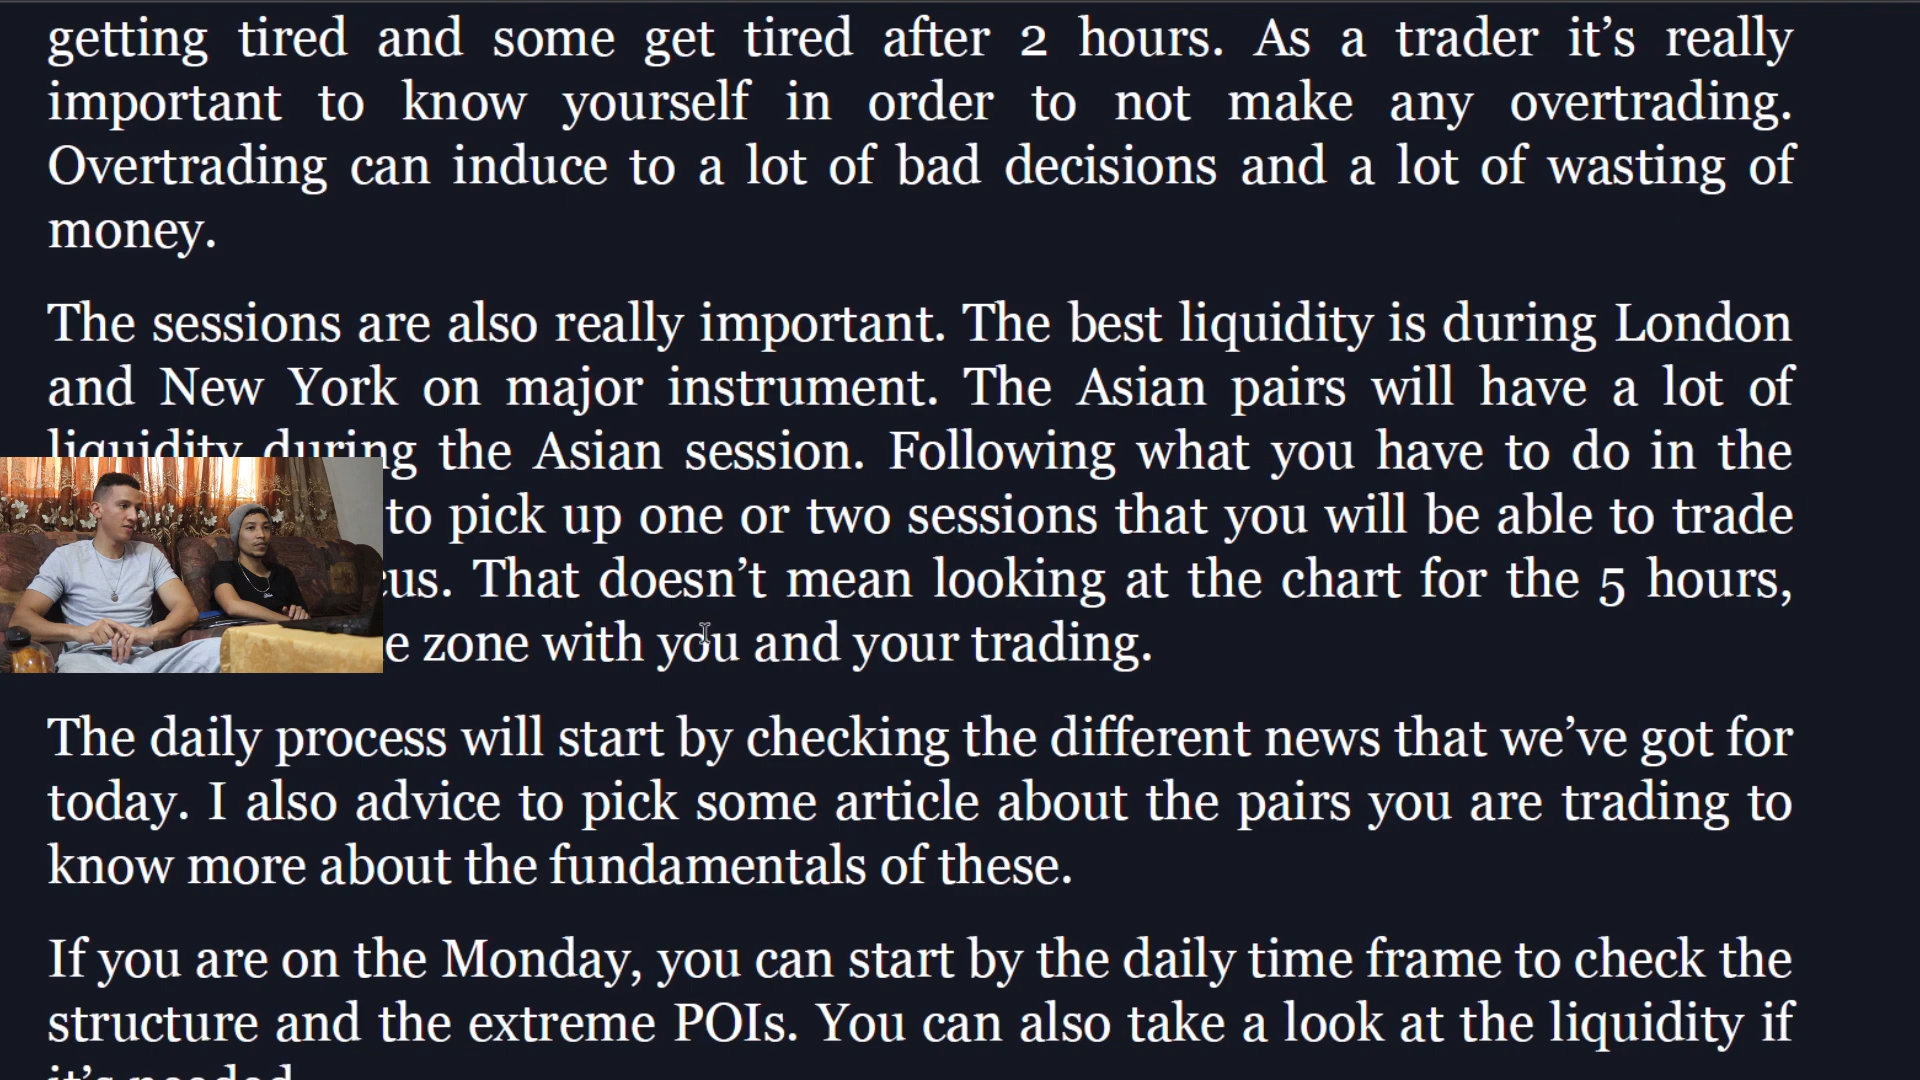 getting tired and some get tired after 2 hours. As a trader it’s really
important to know yourself in order to not make any overtrading.
Overtrading can induce to a lot of bad decisions and a lot of wasting of
money.
The sessions are also really important. The best liquidity is during London
and New York on major instrument. The Asian pairs will have a lot of
liquidity during the Asian session. Following what you have to do in the
to pick up one or two sessions that you will be able to trade
That doesn’t mean looking at the chart for the 5 hours,
zone with you and your trading.
The daily process will start by checking the different news that we’ve got for
today. I also advice to pick some article about the pairs you are trading to
know more about the fundamentals of these.
If you are on the Monday, you can start by the daily time frame to check the
structure and the extreme POIs. You can also take a look at the liquidity if
it’s needed